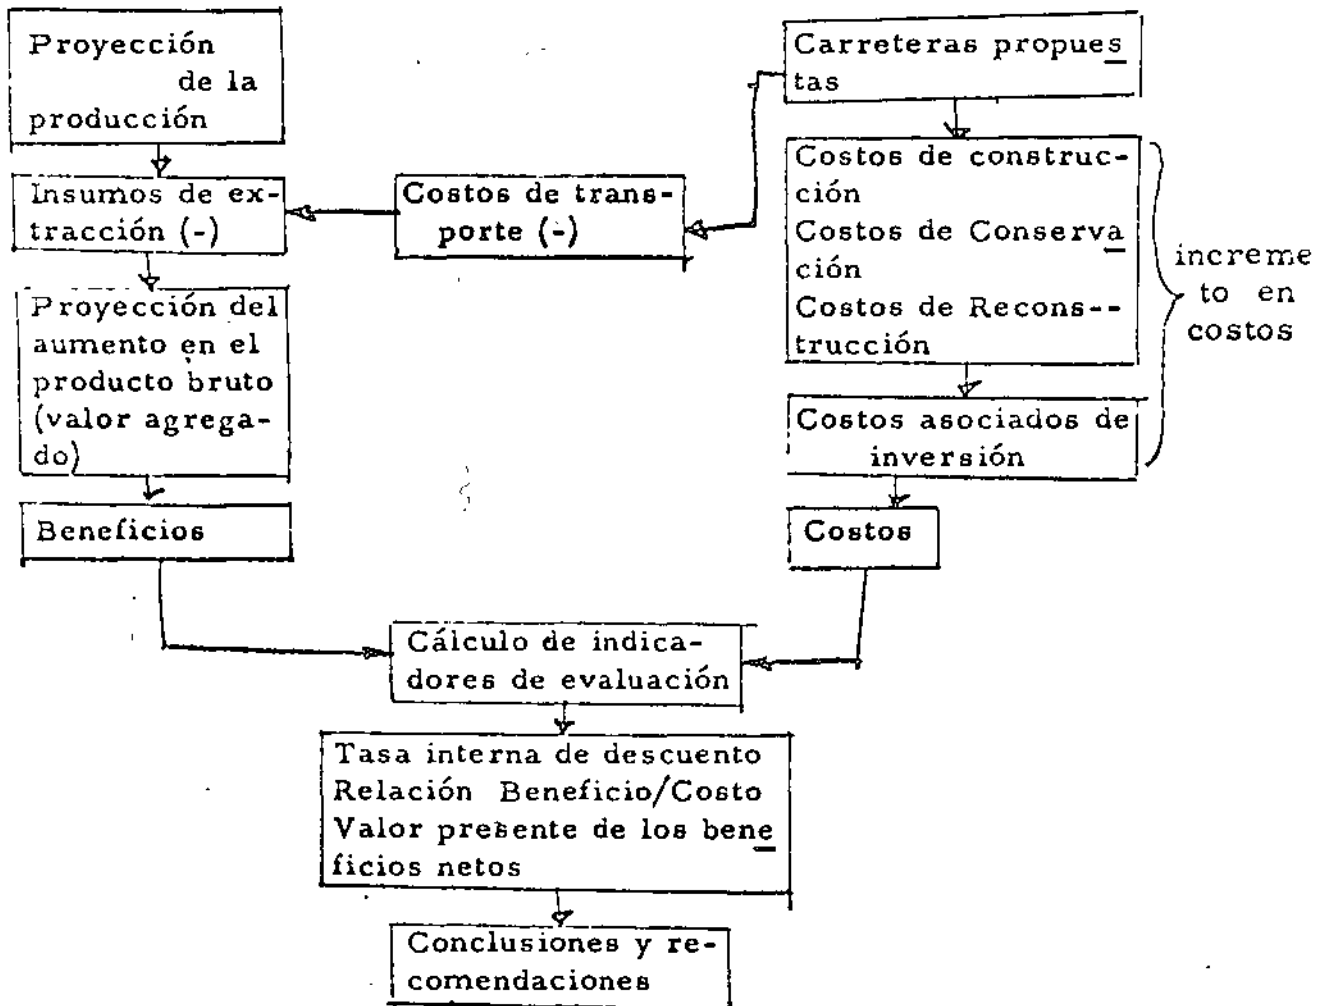 Proyección
de la
producción
Insumos de ex-
tracción (-)
Proyección del
aumento en el
producto bruto
(valor agrega-
do)
Beneficios
Costos de trans-
porte (-)
Carreteras propues
tas
Costos de construc-
ción
Costos de Conserva
ción
Costos de Recons--
trucción
Costos asociados de
inversión
increme
to en
costos
Costos
Cálculo de indica-
dores de evaluación
Tasa interna de descuento
Relación Beneficio/Costo
Valor presente de los bene
ficios netos
Conclusiones y re-
comendaciones